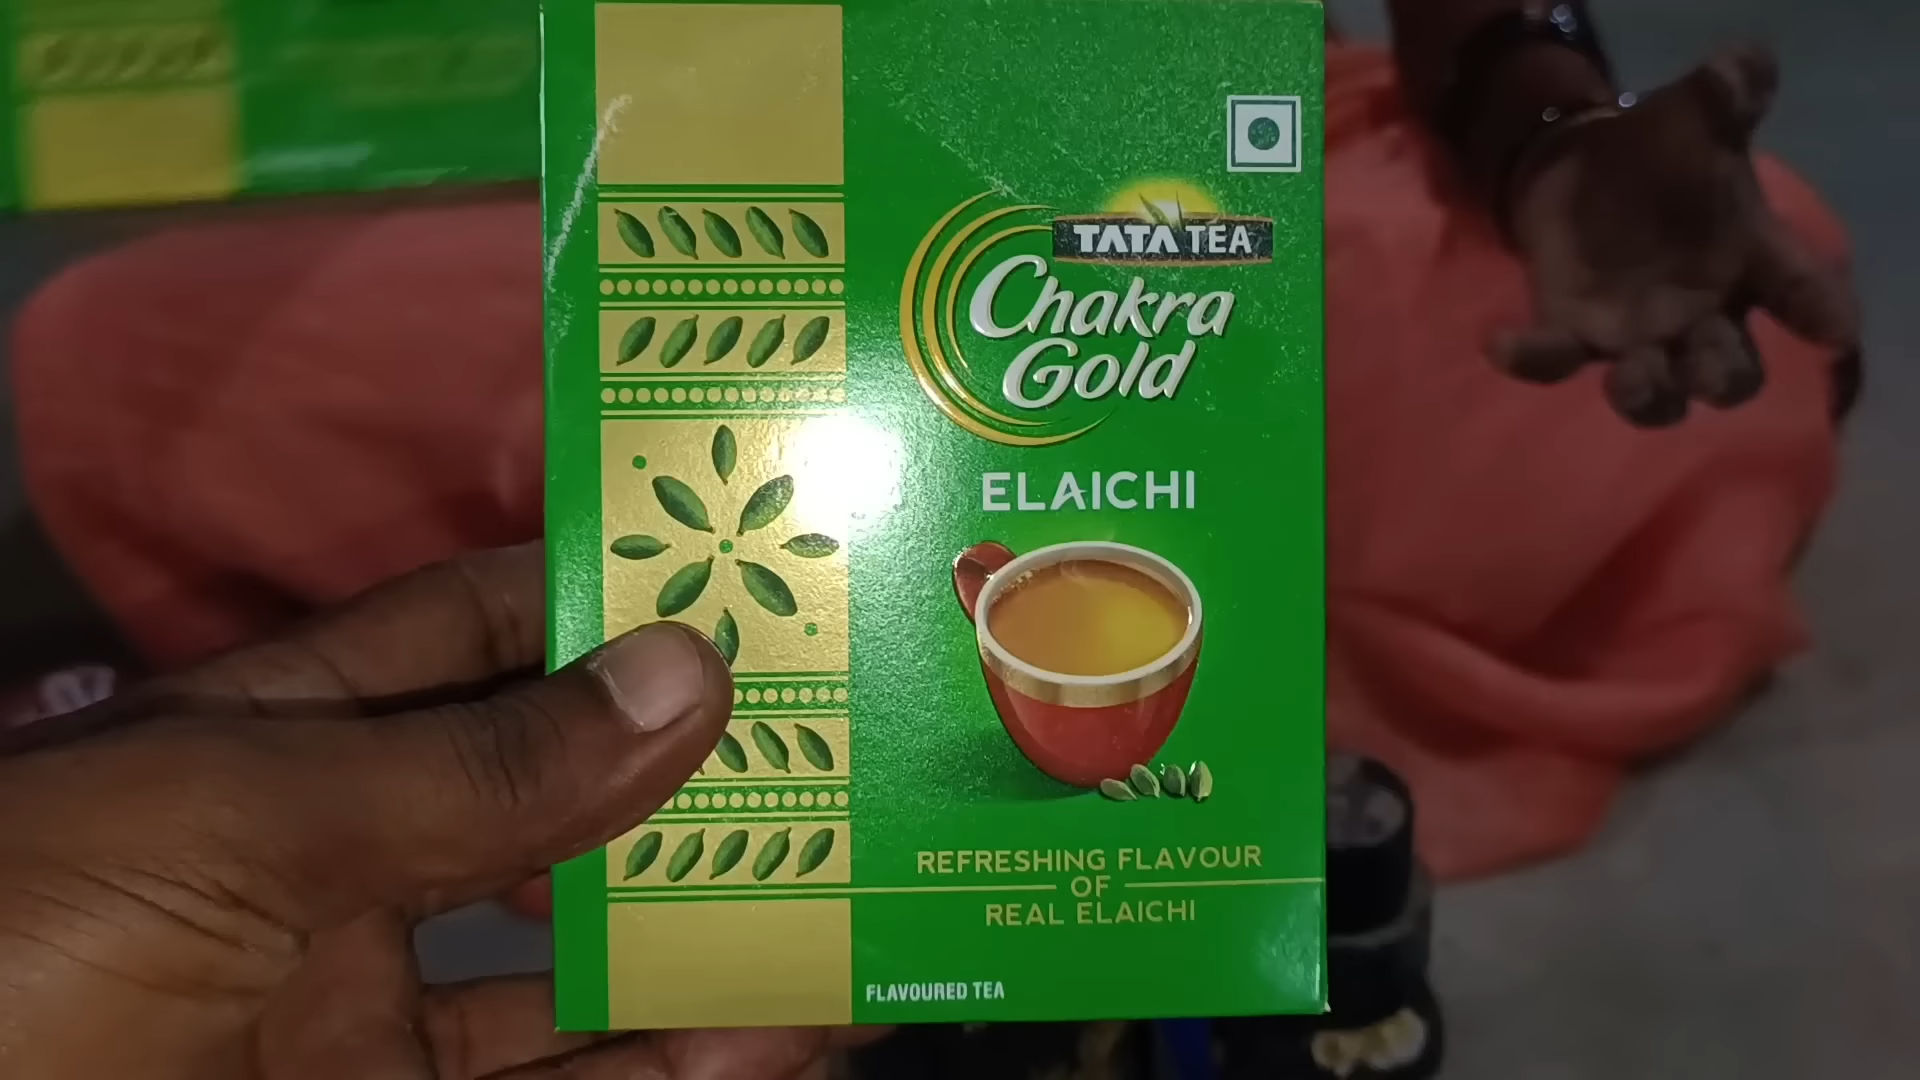 TATA TEA
Chakra
Gold
ELAICHI
REFRESHING FLAVOUR
OF
REAL ELAICHI
FLAVOURED TEA